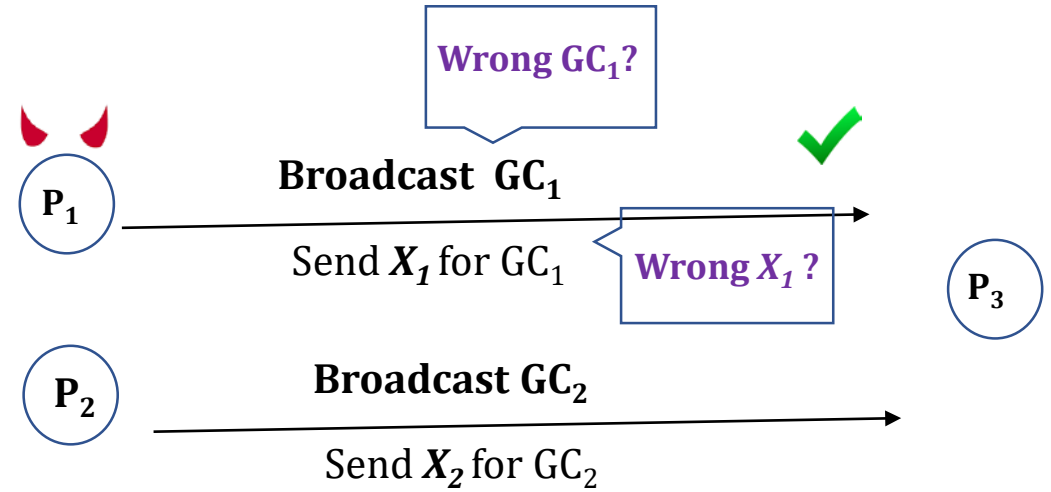 Wrong GC₁?
Broadcast GC₁
P₁
Send X₁ for GC₁
Wrong X₁ ?
P₃
Broadcast GC₂
P₂
Send X₂ for GC₂